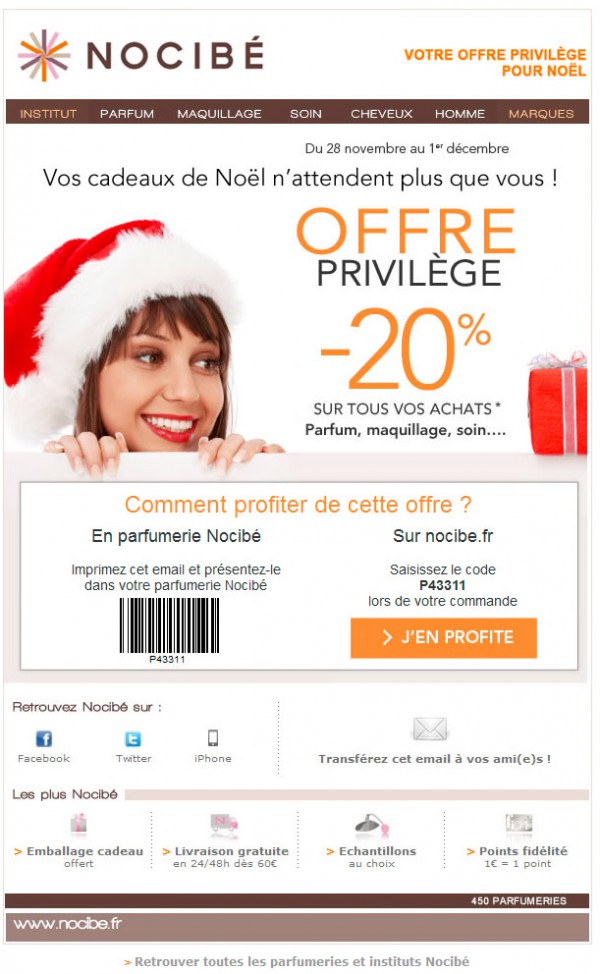 NOCIBÉ
VOTRE OFFRE PRIVILÈGE
POUR NOËL
INSTITUT PARFUM MAQUILLAGE SOIN CHEVEUX HOMME MARQUES
Du 28 novembre au 1er décembre
Vos cadeaux de Noël n'attendent plus que vous !
OFFRE
PRIVILÈGE
-20%
SUR TOUS VOS ACHATS*
Parfum, maquillage, soin....
Comment profiter de cette offre ?
En parfumerie Nocibé
Imprimez cet email et présentez-le
dans votre parfumerie Nocibé
P43311
Sur nocibe.fr
Saisissez le code
P43311
lors de votre commande
> J'EN PROFITE
Retrouvez Nocibé sur :
Facebook Twitter iPhone
Transférez cet email à vos ami(e)s !
Les plus Nocibé
> Emballage cadeau
offert
> Livraison gratuite
en 24/48h dès 60€
> Echantillons
au choix
> Points fidélité
1€ = 1 point
450 PARFUMERIES
www.nocibe.fr
> Retrouver toutes les parfumeries et instituts Nocibé